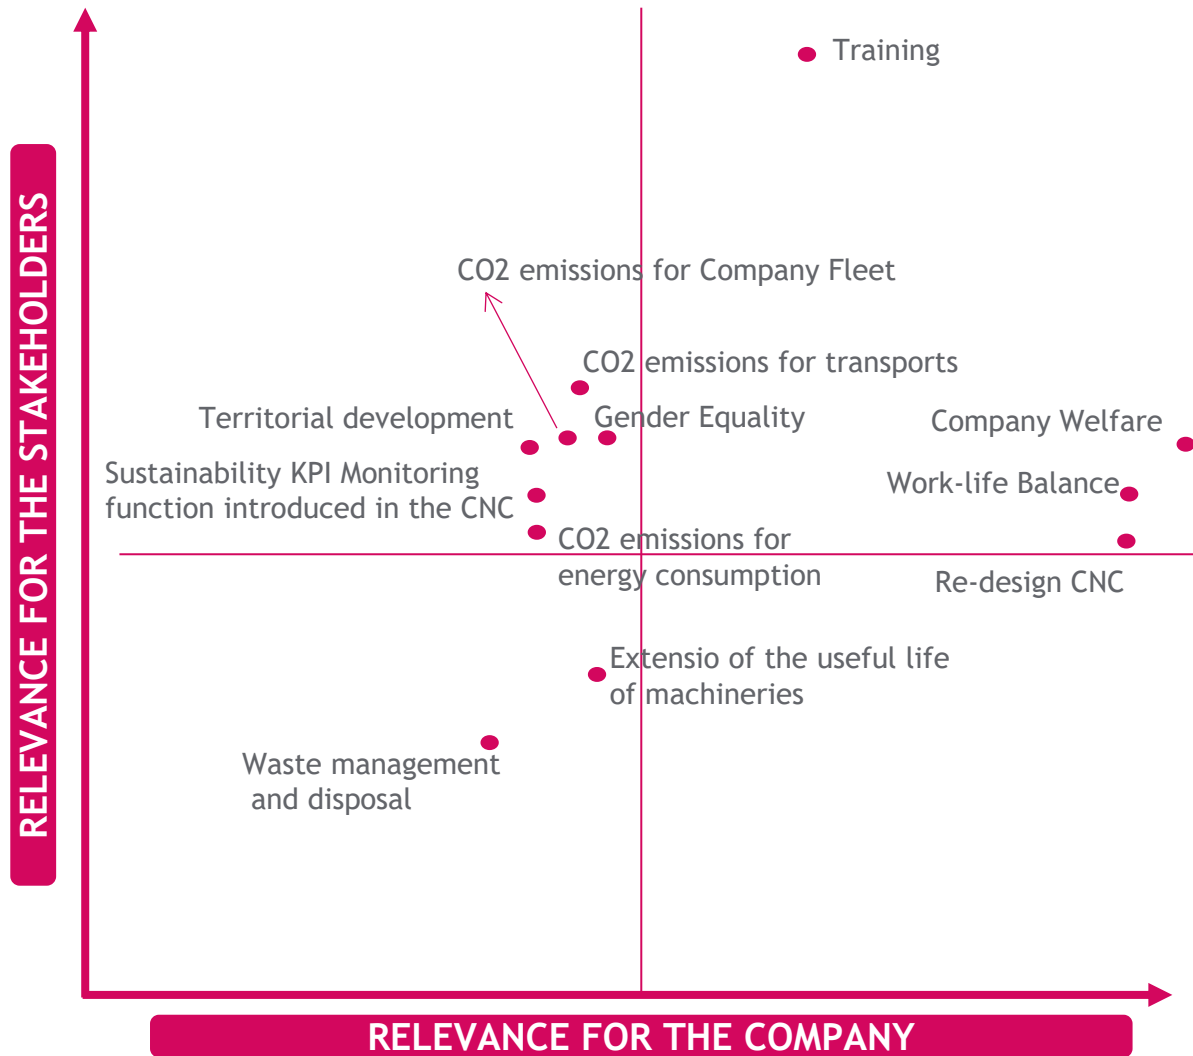 Training
CO2 emissions for Company Fleet
CO2 emissions for transports
Territorial development
Gender Equality
Company Welfare
Sustainability KPI Monitoring
function introduced in the CNC
Work-life Balance
CO2 emissions for
energy consumption
Re-design CNC
Extensio of the useful life
of machineries
Waste management
and disposal
RELEVANCE FOR THE STAKEHOLDERS
RELEVANCE FOR THE COMPANY